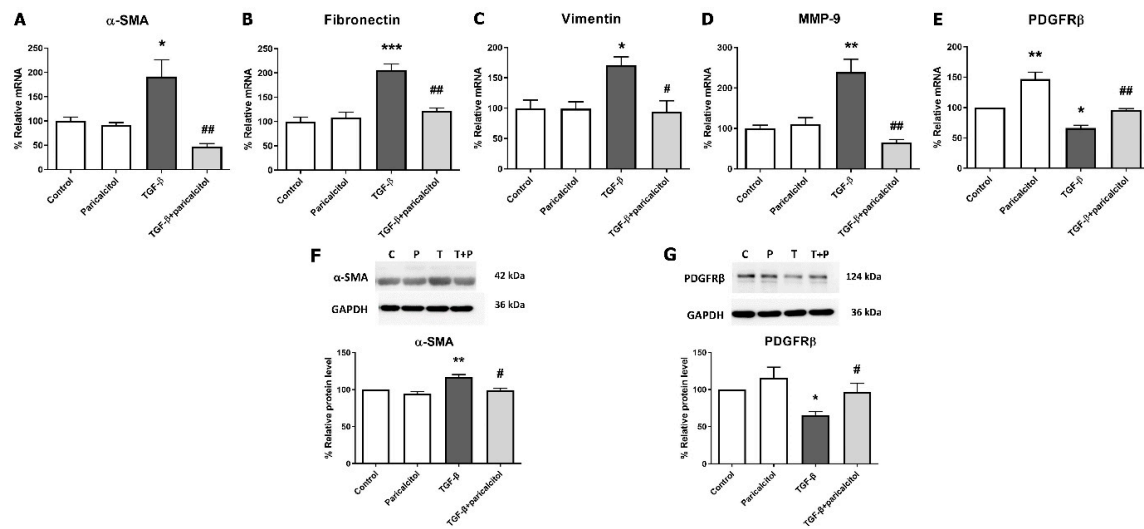 A
α-SMA
% Relative mRNA
250
200
150
100
50
0
*
##
Control
Paricalcitol
TGF-β
TGF-β+paricalcitol
B
Fibronectin
% Relative mRNA
250
200
150
100
50
0
***
##
Control
Paricalcitol
TGF-β
TGF-β+paricalcitol
C
Vimentin
% Relative mRNA
200
150
100
50
0
*
#
Control
Paricalcitol
TGF-β
TGF-β+paricalcitol
D
MMP-9
% Relative mRNA
300
200
100
0
**
##
Control
Paricalcitol
TGF-β
TGF-β+paricalcitol
E
PDGFRβ
% Relative mRNA
200
150
100
50
0
**
*
##
Control
Paricalcitol
TGF-β
TGF-β+paricalcitol
F
C P T T+P
α-SMA 42 kDa
GAPDH 36 kDa
α-SMA
% Relative protein level
150
100
50
0
**
#
Control
Paricalcitol
TGF-β
TGF-β+paricalcitol
G
C P T T+P
PDGFRβ 124 kDa
GAPDH 36 kDa
PDGFRβ
% Relative protein level
150
100
50
0
*
#
Control
Paricalcitol
TGF-β
TGF-β+paricalcitol